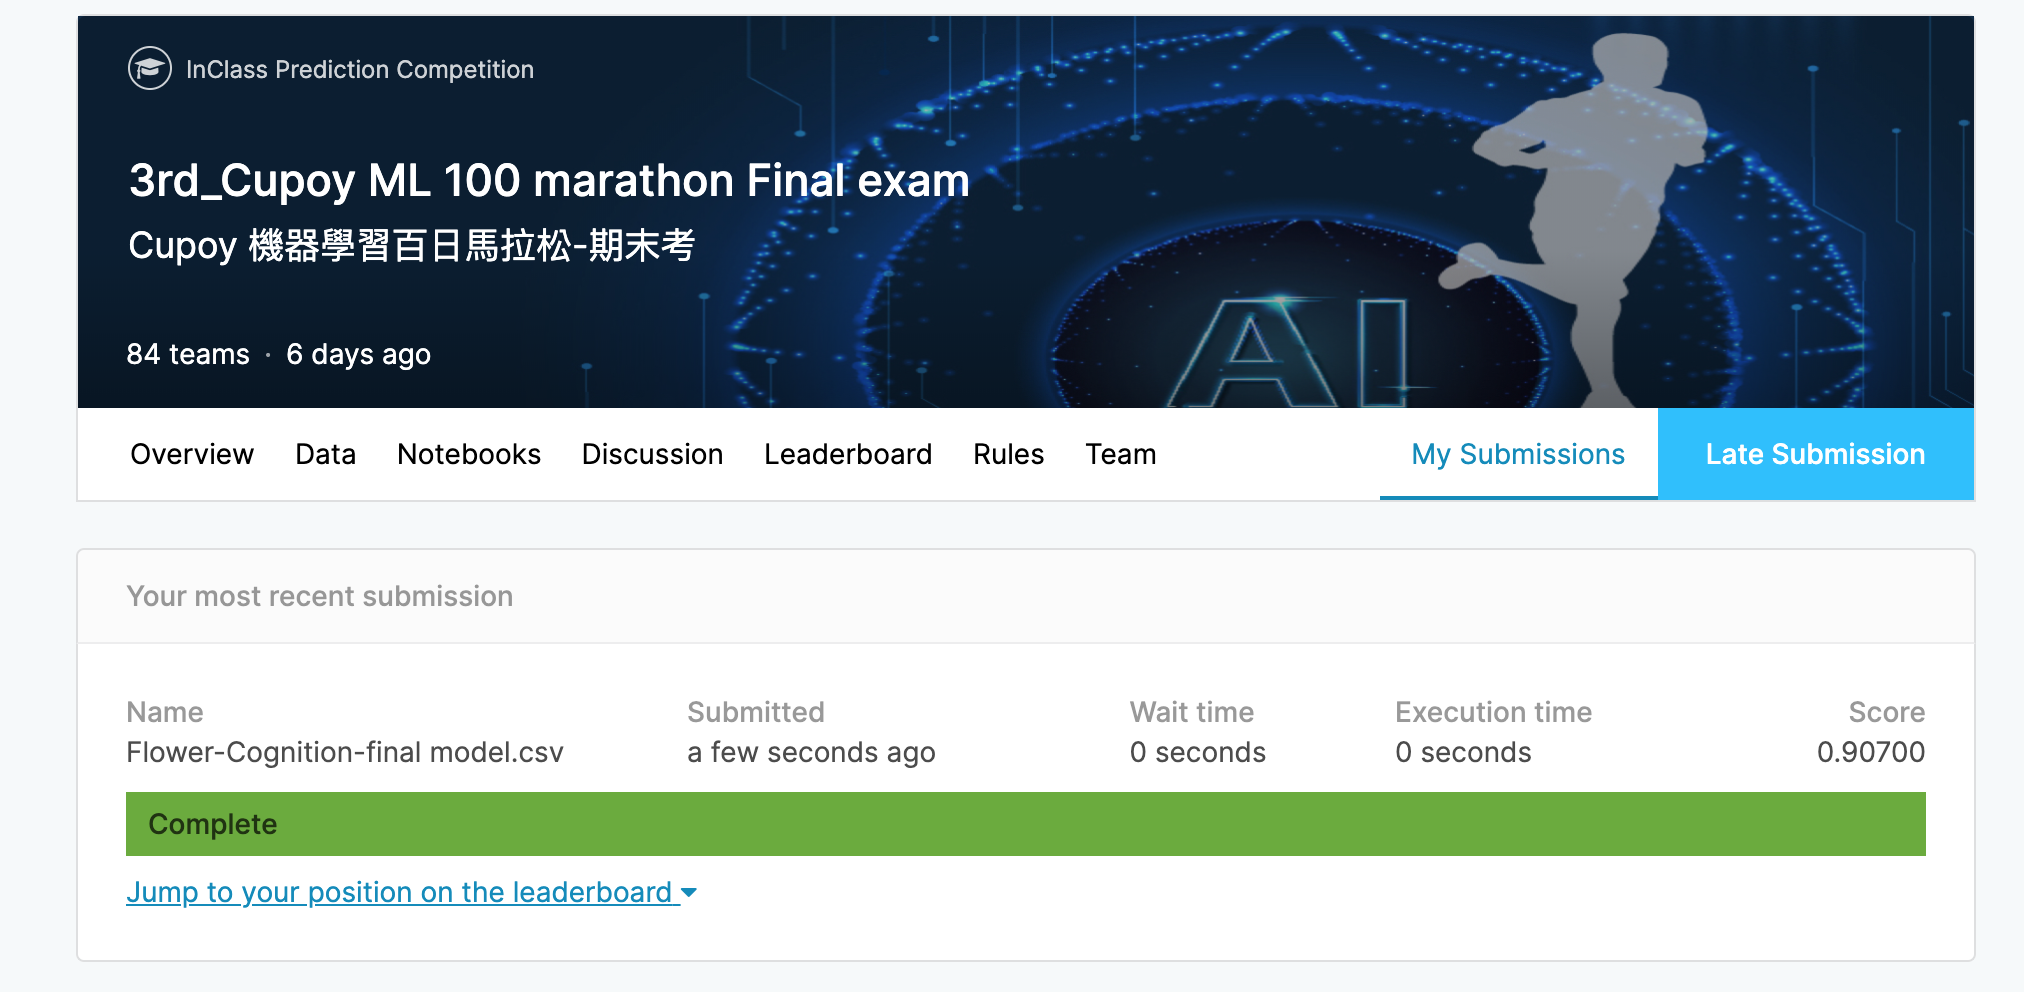 InClass Prediction Competition
3rd_Cupoy ML 100 marathon Final exam
Cupoy 機器學習百日馬拉松-期末考
84 teams · 6 days ago
AI
Overview Data Notebooks Discussion Leaderboard Rules Team My Submissions Late Submission
Your most recent submission
Name Submitted Wait time Execution time Score
Flower-Cognition-final model.csv a few seconds ago 0 seconds 0 seconds 0.90700
Complete
Jump to your position on the leaderboard